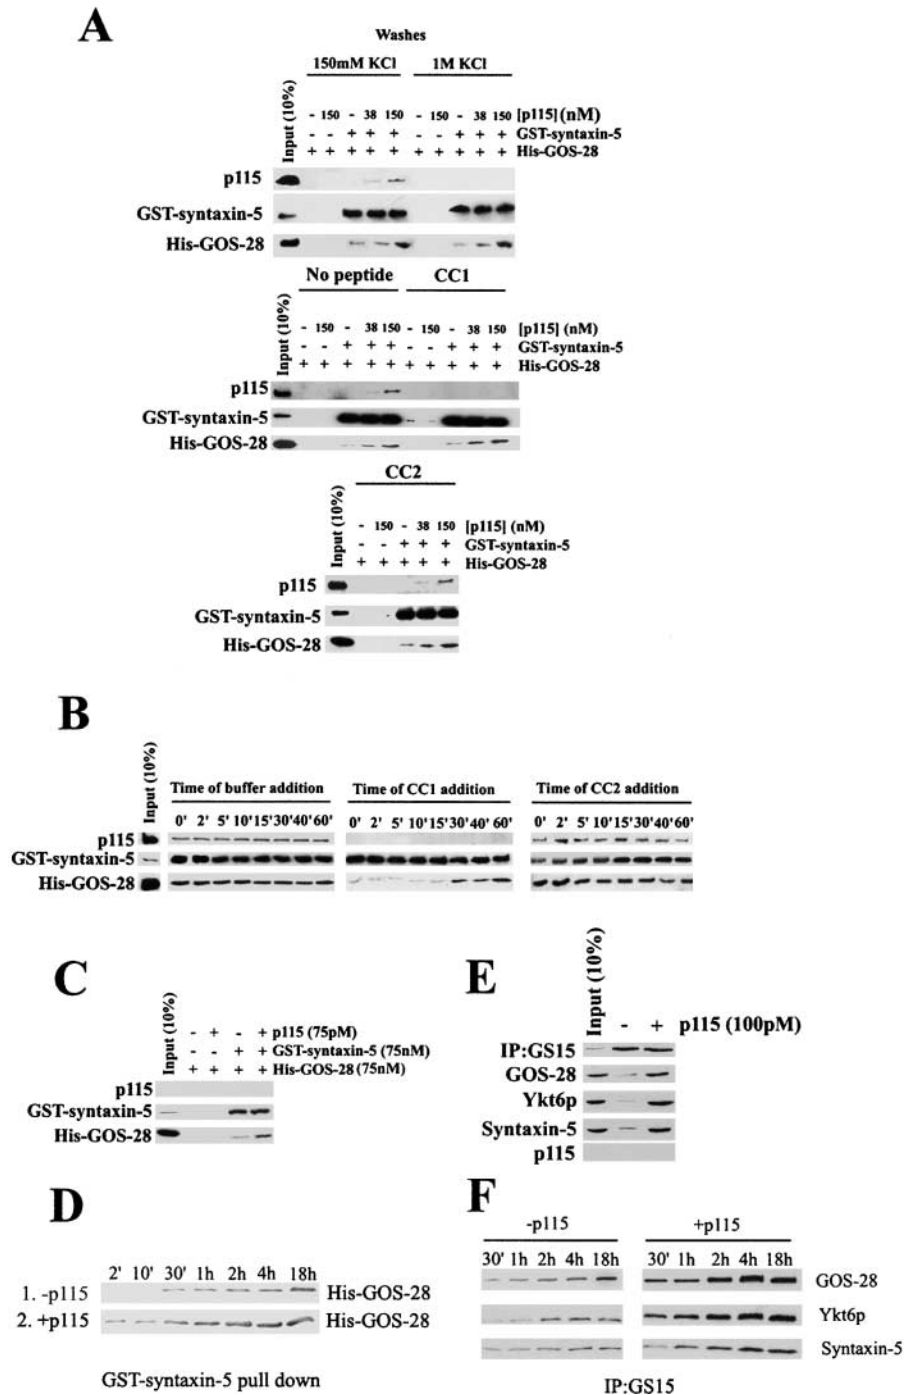 A
Washes
150mM KCl 1M KCl
Input (10%)
- 150 - 38 150 - 150 - 38 150 [p115] (nM)
- - + + + - - + + + GST-syntaxin-5
+ + + + + + + + + + His-GOS-28
p115
GST-syntaxin-5
His-GOS-28
No peptide CC1
Input (10%)
- 150 - 38 150 - 150 - 38 150 [p115] (nM)
- - + + + - - + + + GST-syntaxin-5
+ + + + + + + + + + His-GOS-28
p115
GST-syntaxin-5
His-GOS-28
CC2
Input (10%)
- 150 - 38 150 [p115] (nM)
- - + + + GST-syntaxin-5
+ + + + + His-GOS-28
p115
GST-syntaxin-5
His-GOS-28
B
Input (10%)
Time of buffer addition Time of CC1 addition Time of CC2 addition
0' 2' 5' 10' 15' 30' 40' 60' 0' 2' 5' 10' 15' 30' 40' 60' 0' 2' 5' 10' 15' 30' 40' 60'
p115
GST-syntaxin-5
His-GOS-28
C
Input (10%)
- + - + p115 (75pM)
- - + + GST-syntaxin-5 (75nM)
+ + + + His-GOS-28 (75nM)
p115
GST-syntaxin-5
His-GOS-28
E
Input (10%)
- + p115 (100pM)
IP:GS15
GOS-28
Ykt6p
Syntaxin-5
p115
D
2' 10' 30' 1h 2h 4h 18h
1. -p115 His-GOS-28
2. +p115 His-GOS-28
GST-syntaxin-5 pull down
F
-p115 +p115
30' 1h 2h 4h 18h 30' 1h 2h 4h 18h
GOS-28
Ykt6p
Syntaxin-5
IP:GS15